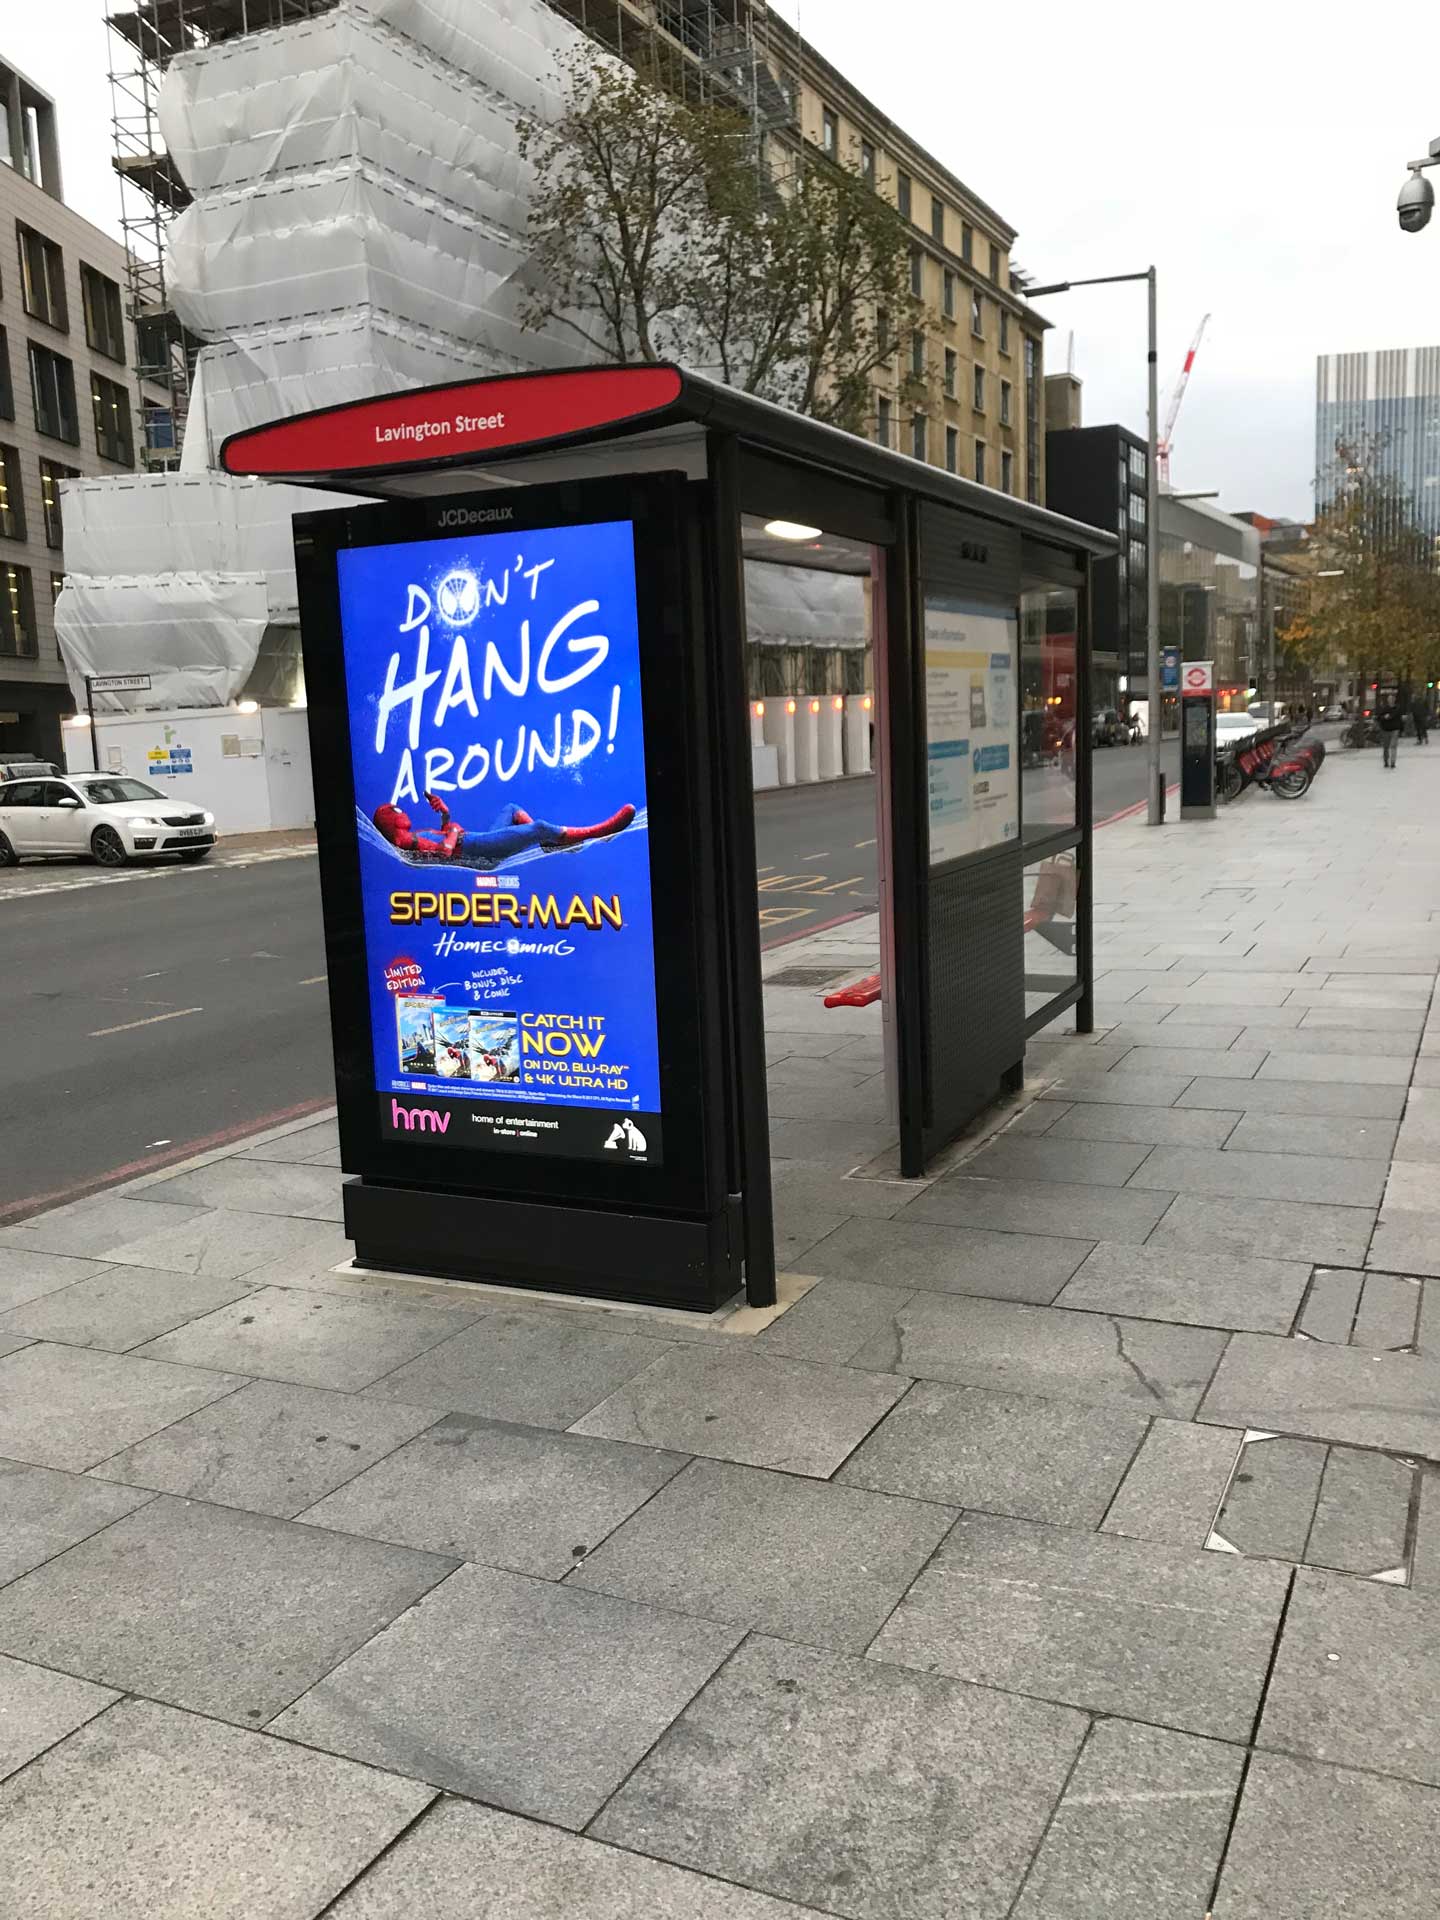 Lavington Street
JCDecaux
DON'T
HANG
AROUND!
MARVEL STUDIOS
SPIDER-MAN
HOMECOMING
LIMITED
EDITION
INCLUDES
BONUS DISC
& COMIC
CATCH IT
NOW
ON DVD, BLU-RAY™
& 4K ULTRA HD
hmv
home of entertainment
in-store | online
LAVINGTON STREET